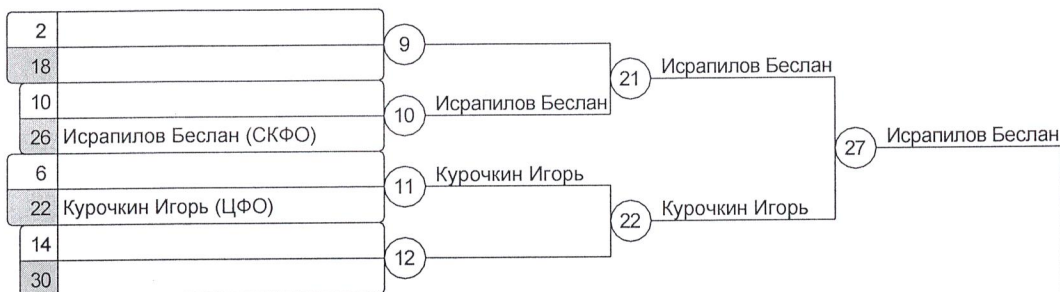 2
18
9
10
26 Исрапилов Беслан (СКФО)
10 Исрапилов Беслан
21 Исрапилов Беслан
6
22 Курочкин Игорь (ЦФО)
11 Курочкин Игорь
14
30
12
22 Курочкин Игорь
27 Исрапилов Беслан